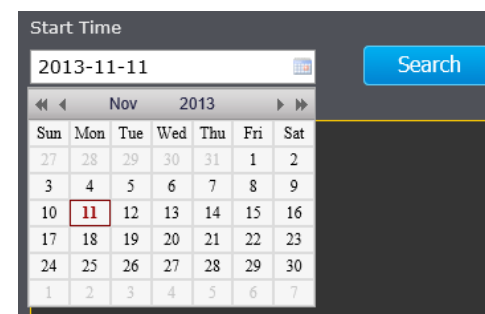 Start Time
2013-11-11
Search
Nov 2013
Sun Mon Tue Wed Thu Fri Sat
27 28 29 30 31 1 2
3 4 5 6 7 8 9
10 11 12 13 14 15 16
17 18 19 20 21 22 23
24 25 26 27 28 29 30
1 2 3 4 5 6 7